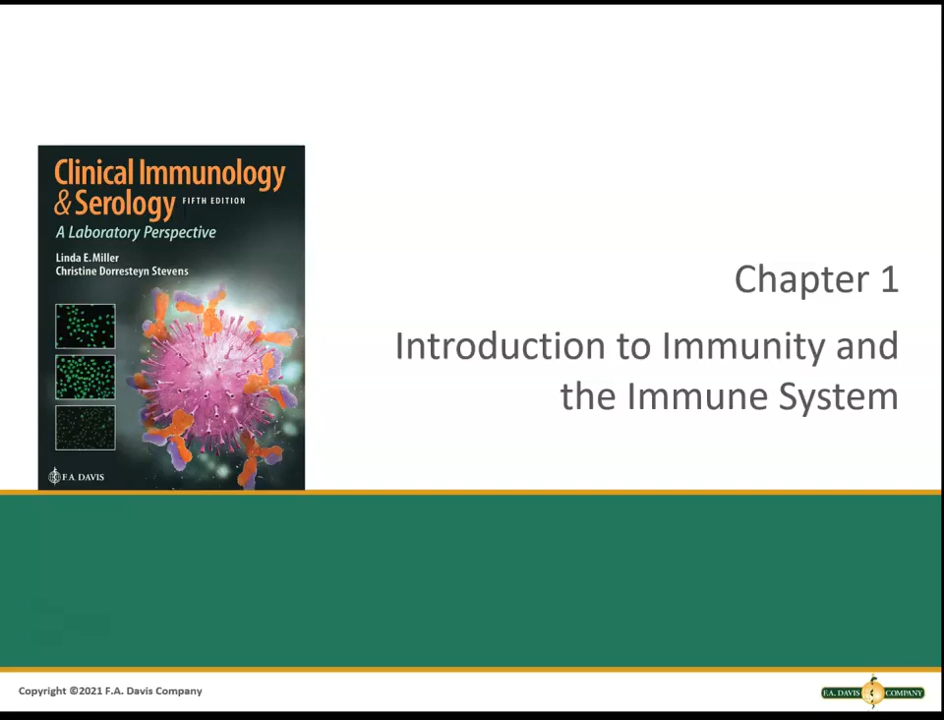 Clinical Immunology
& Serology FIFTH EDITION
A Laboratory Perspective
Linda E. Miller
Christine Dorresteyn Stevens
F.A. DAVIS
Chapter 1
Introduction to Immunity and
the Immune System
Copyright ©2021 F.A. Davis Company
F.A. DAVIS COMPANY